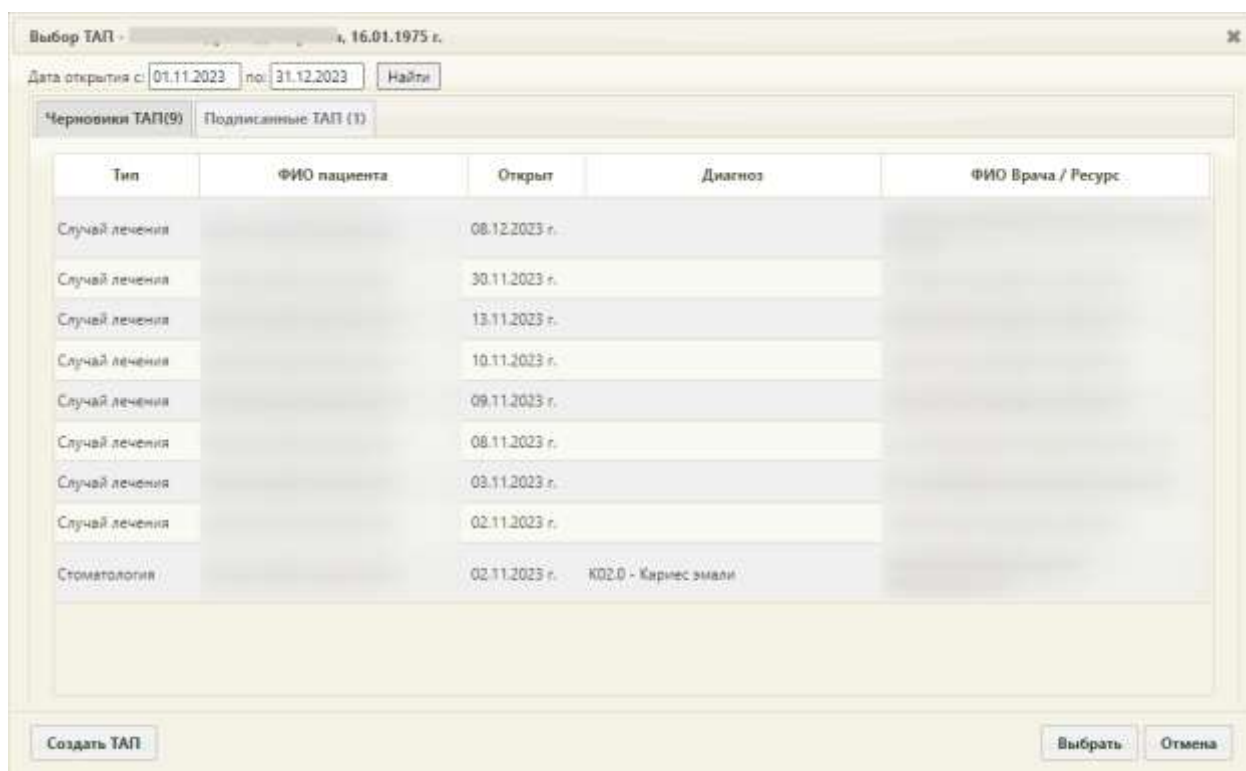 Выбор ТАП - , 16.01.1975 г.
Дата открытия с: 01.11.2023 по: 31.12.2023 Найти
Черновики ТАП(9) Подписанные ТАП (1)
Тип ФИО пациента Открыт Диагноз ФИО Врача / Ресурс
Случай лечения 08.12.2023 г.
Случай лечения 30.11.2023 г.
Случай лечения 13.11.2023 г.
Случай лечения 10.11.2023 г.
Случай лечения 09.11.2023 г.
Случай лечения 08.11.2023 г.
Случай лечения 03.11.2023 г.
Случай лечения 02.11.2023 г.
Стоматология 02.11.2023 г. K02.0 - Кариес эмали
Создать ТАП Выбрать Отмена